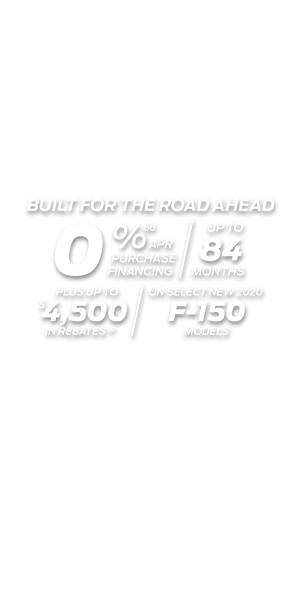 BUILT FOR THE ROAD AHEAD
0% APR
PURCHASE
FINANCING
UP TO
84
MONTHS
PLUS UP TO
$4,500
IN REBATES
ON SELECT NEW 2020
F-150
MODELS